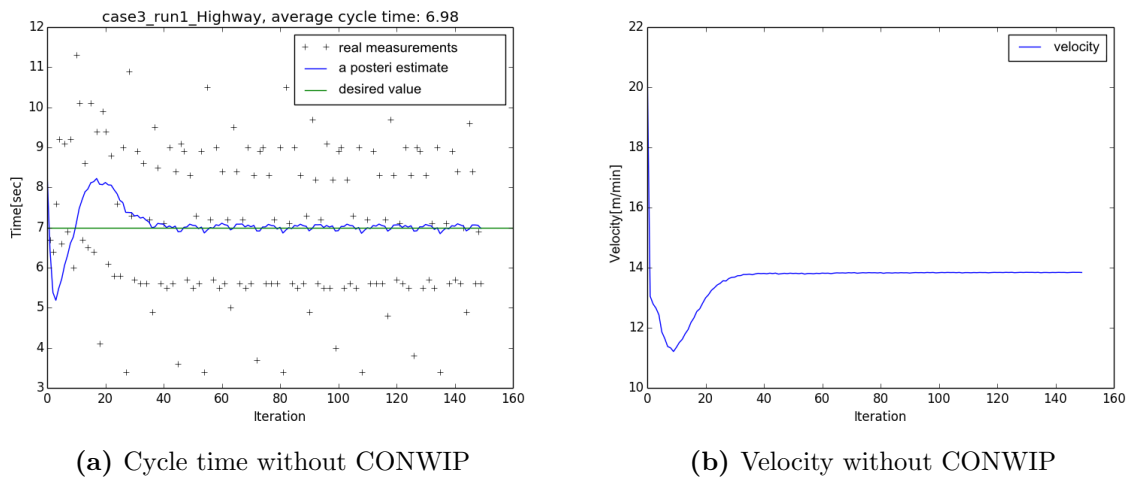 case3_run1_Highway, average cycle time: 6.98
12
11
10
9
8
7
6
5
4
3
Time[sec]
real measurements
a posteri estimate
desired value
0 20 40 60 80 100 120 140 160
Iteration
(a) Cycle time without CONWIP
22
20
18
16
14
12
10
Velocity[m/min]
velocity
0 20 40 60 80 100 120 140 160
Iteration
(b) Velocity without CONWIP